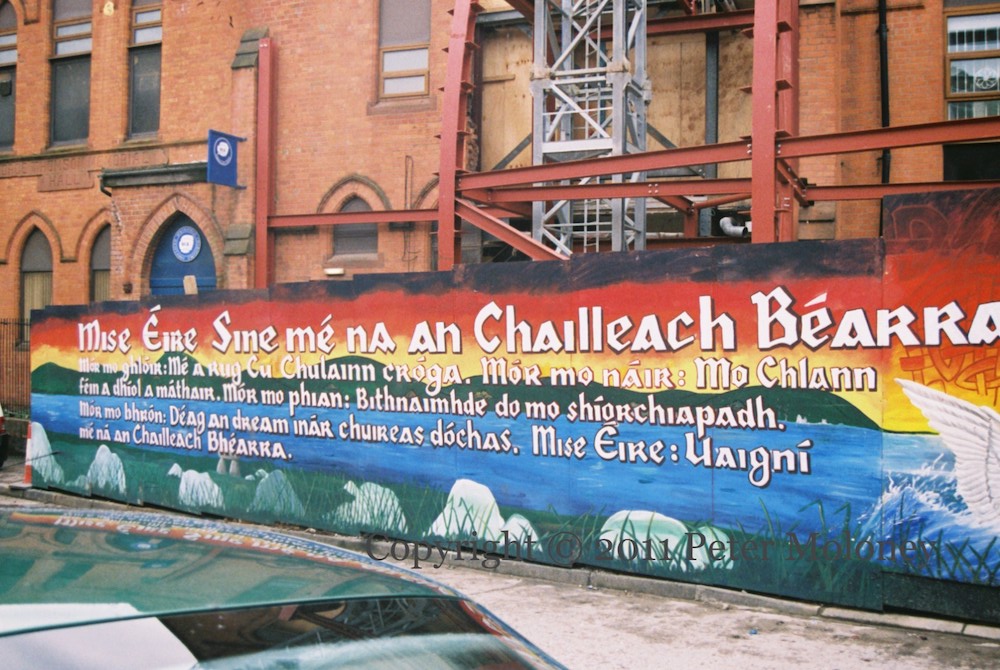 Mise Éire Sine mé na an Chailleach Béarra
Mór mo ghlóir: Mé a rug Cú Chulainn cróga. Mór mo náir: Mo Chlann
féin a dhíol a máthair. Mór mo phian: Bithnaimhde do mo shíorchiapadh.
Mór mo bhrón: Déag an dream inár chuireas dóchas. Mise Éire: Uaigní
mé ná an Chailleach Bhéarra.
Copyright © 2011 Peter Moloney